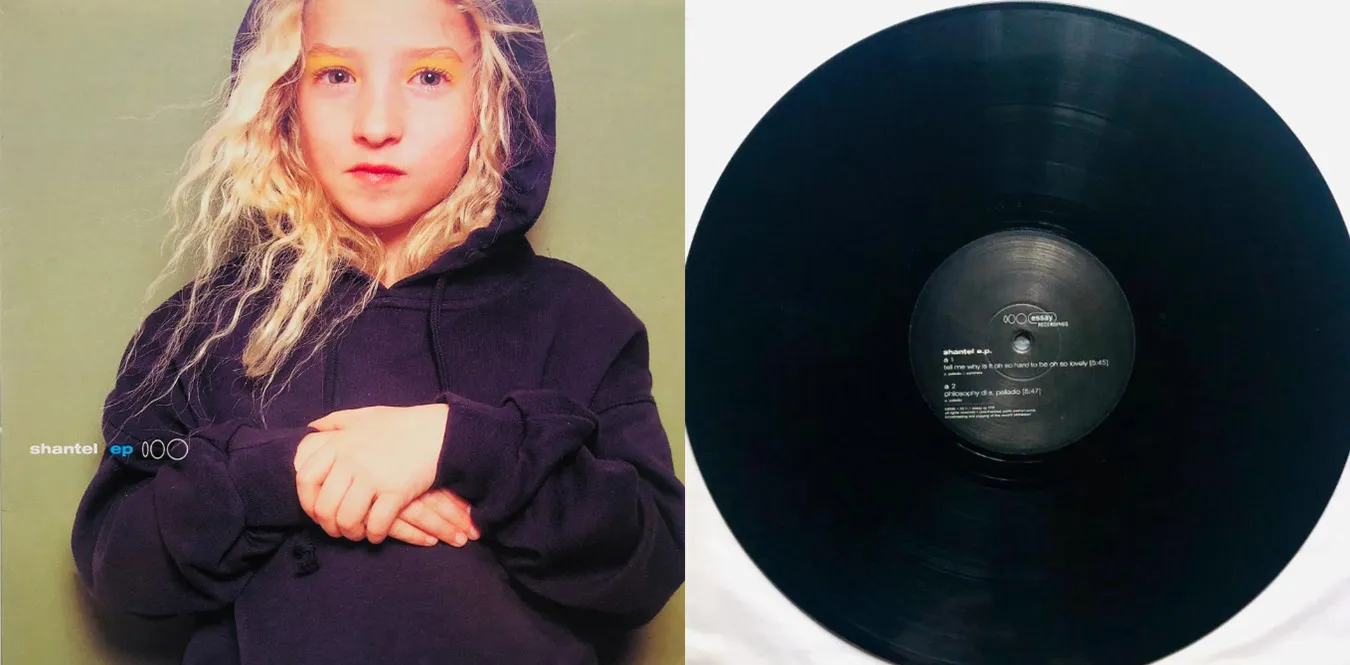 shantel ep
essay
RECORDINGS
shantel e.p.
a 1
tell me why is it oh so hard to be oh so lovely [5:45]
a 2
philosophy di a. palladio [5:47]